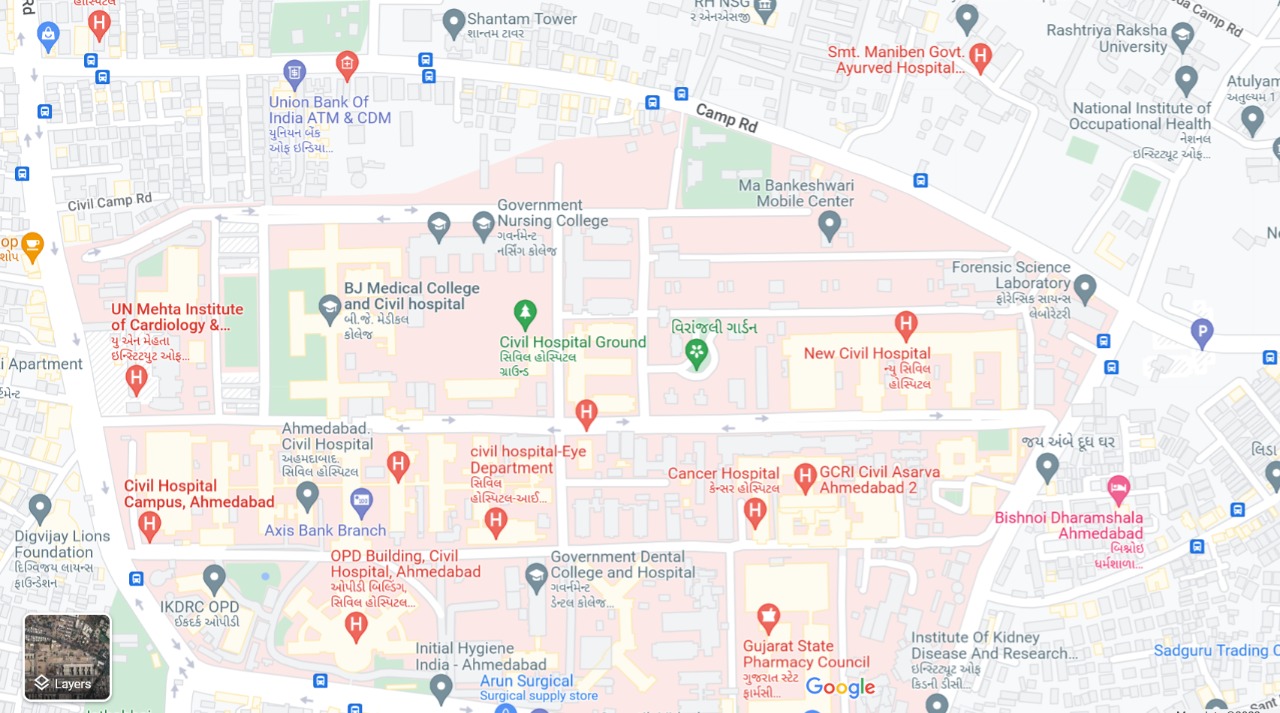 Rd
હોસ્પિટલ
Shantam Tower
શાન્તમ ટાવર
RH NSG
ર એનએસજી
Camp Rd
Rashtriya Raksha
University
Smt. Maniben Govt.
Ayurved Hospital...
Union Bank Of
India ATM & CDM
યુનિયન બેંક
ઓફ ઇન્ડિયા...
Camp Rd
National Institute of
Occupational Health
નેશનલ
ઇન્સ્ટિટ્યૂટ ઓફ...
Atulyam
અતુલ્યમ 1
Civil Camp Rd
Ma Bankeshwari
Mobile Center
Government
Nursing College
ગવર્નમેન્ટ
નર્સિંગ કૉલેજ
op
શોપ
BJ Medical College
and Civil hospital
બી.જે. મેડીકલ
કોલેજ
Forensic Science
Laboratory
ફોરેન્સિક સાયન્સ
લેબોરેટરી
UN Mehta Institute
of Cardiology &...
યુ એન મેહતા
ઇન્સ્ટિટ્યુટ ઓફ...
Civil Hospital Ground
સિવિલ હોસ્પિટલ
ગ્રાઉન્ડ
વિરાંજલી ગાર્ડન
New Civil Hospital
ન્યુ સિવિલ
હોસ્પિટલ
P
i Apartment
H
Ahmedabad.
Civil Hospital
અહમદાબાદ.
સિવિલ હોસ્પિટલ
civil hospital-Eye
Department
સિવિલ
હોસ્પિટલ-આઈ...
જય અંબે દૂધ ઘર
Cancer Hospital
કેન્સર હોસ્પિટલ
GCRI Civil Asarva
Ahmedabad 2
Civil Hospital
Campus, Ahmedabad
Axis Bank Branch
Bishnoi Dharamshala
Ahmedabad
બિશ્નોઇ
ધર્મશાળા...
Digvijay Lions
Foundation
દિગ્વિજય લાયન્સ
ફાઉન્ડેશન
OPD Building, Civil
Hospital, Ahmedabad
ઓપીડી બિલ્ડિંગ,
સિવિલ હોસ્પિટલ...
Government Dental
College and Hospital
ગવર્નમેન્ટ
ડેન્ટલ કોલેજ...
IKDRC OPD
ઈકદર્ક ઓપીડી
Initial Hygiene
India - Ahmedabad
Gujarat State
Pharmacy Council
ગુજરાત સ્ટેટ
ફાર્મસી...
Institute Of Kidney
Disease And Research...
ઇન્સ્ટિટ્યૂટ ઓફ
કિડની ડીસી...
Sadguru Trading C
Arun Surgical
Surgical supply store
Layers
Google